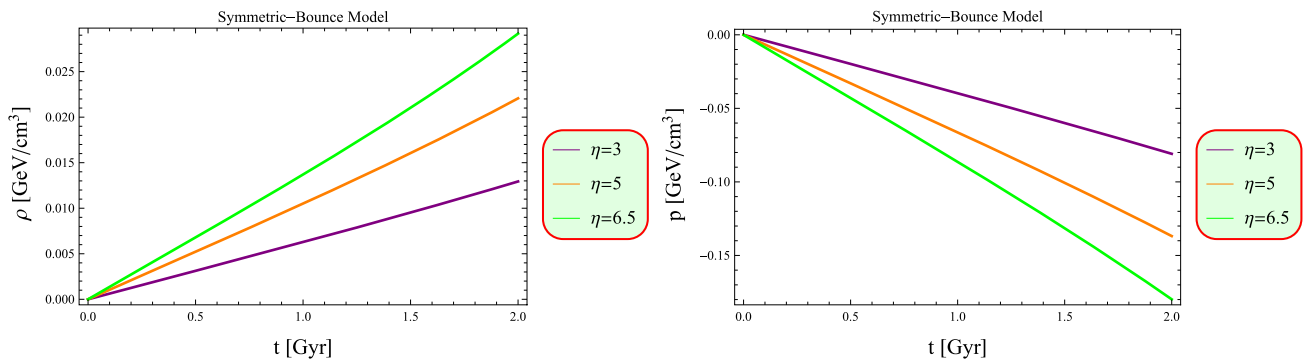 Symmetric−Bounce Model
ρ [GeV/cm³]
0.025
0.020
0.015
0.010
0.005
0.000
0.0 0.5 1.0 1.5 2.0
t [Gyr]
η=3
η=5
η=6.5
Symmetric−Bounce Model
p [GeV/cm³]
0.00
−0.05
−0.10
−0.15
0.0 0.5 1.0 1.5 2.0
t [Gyr]
η=3
η=5
η=6.5